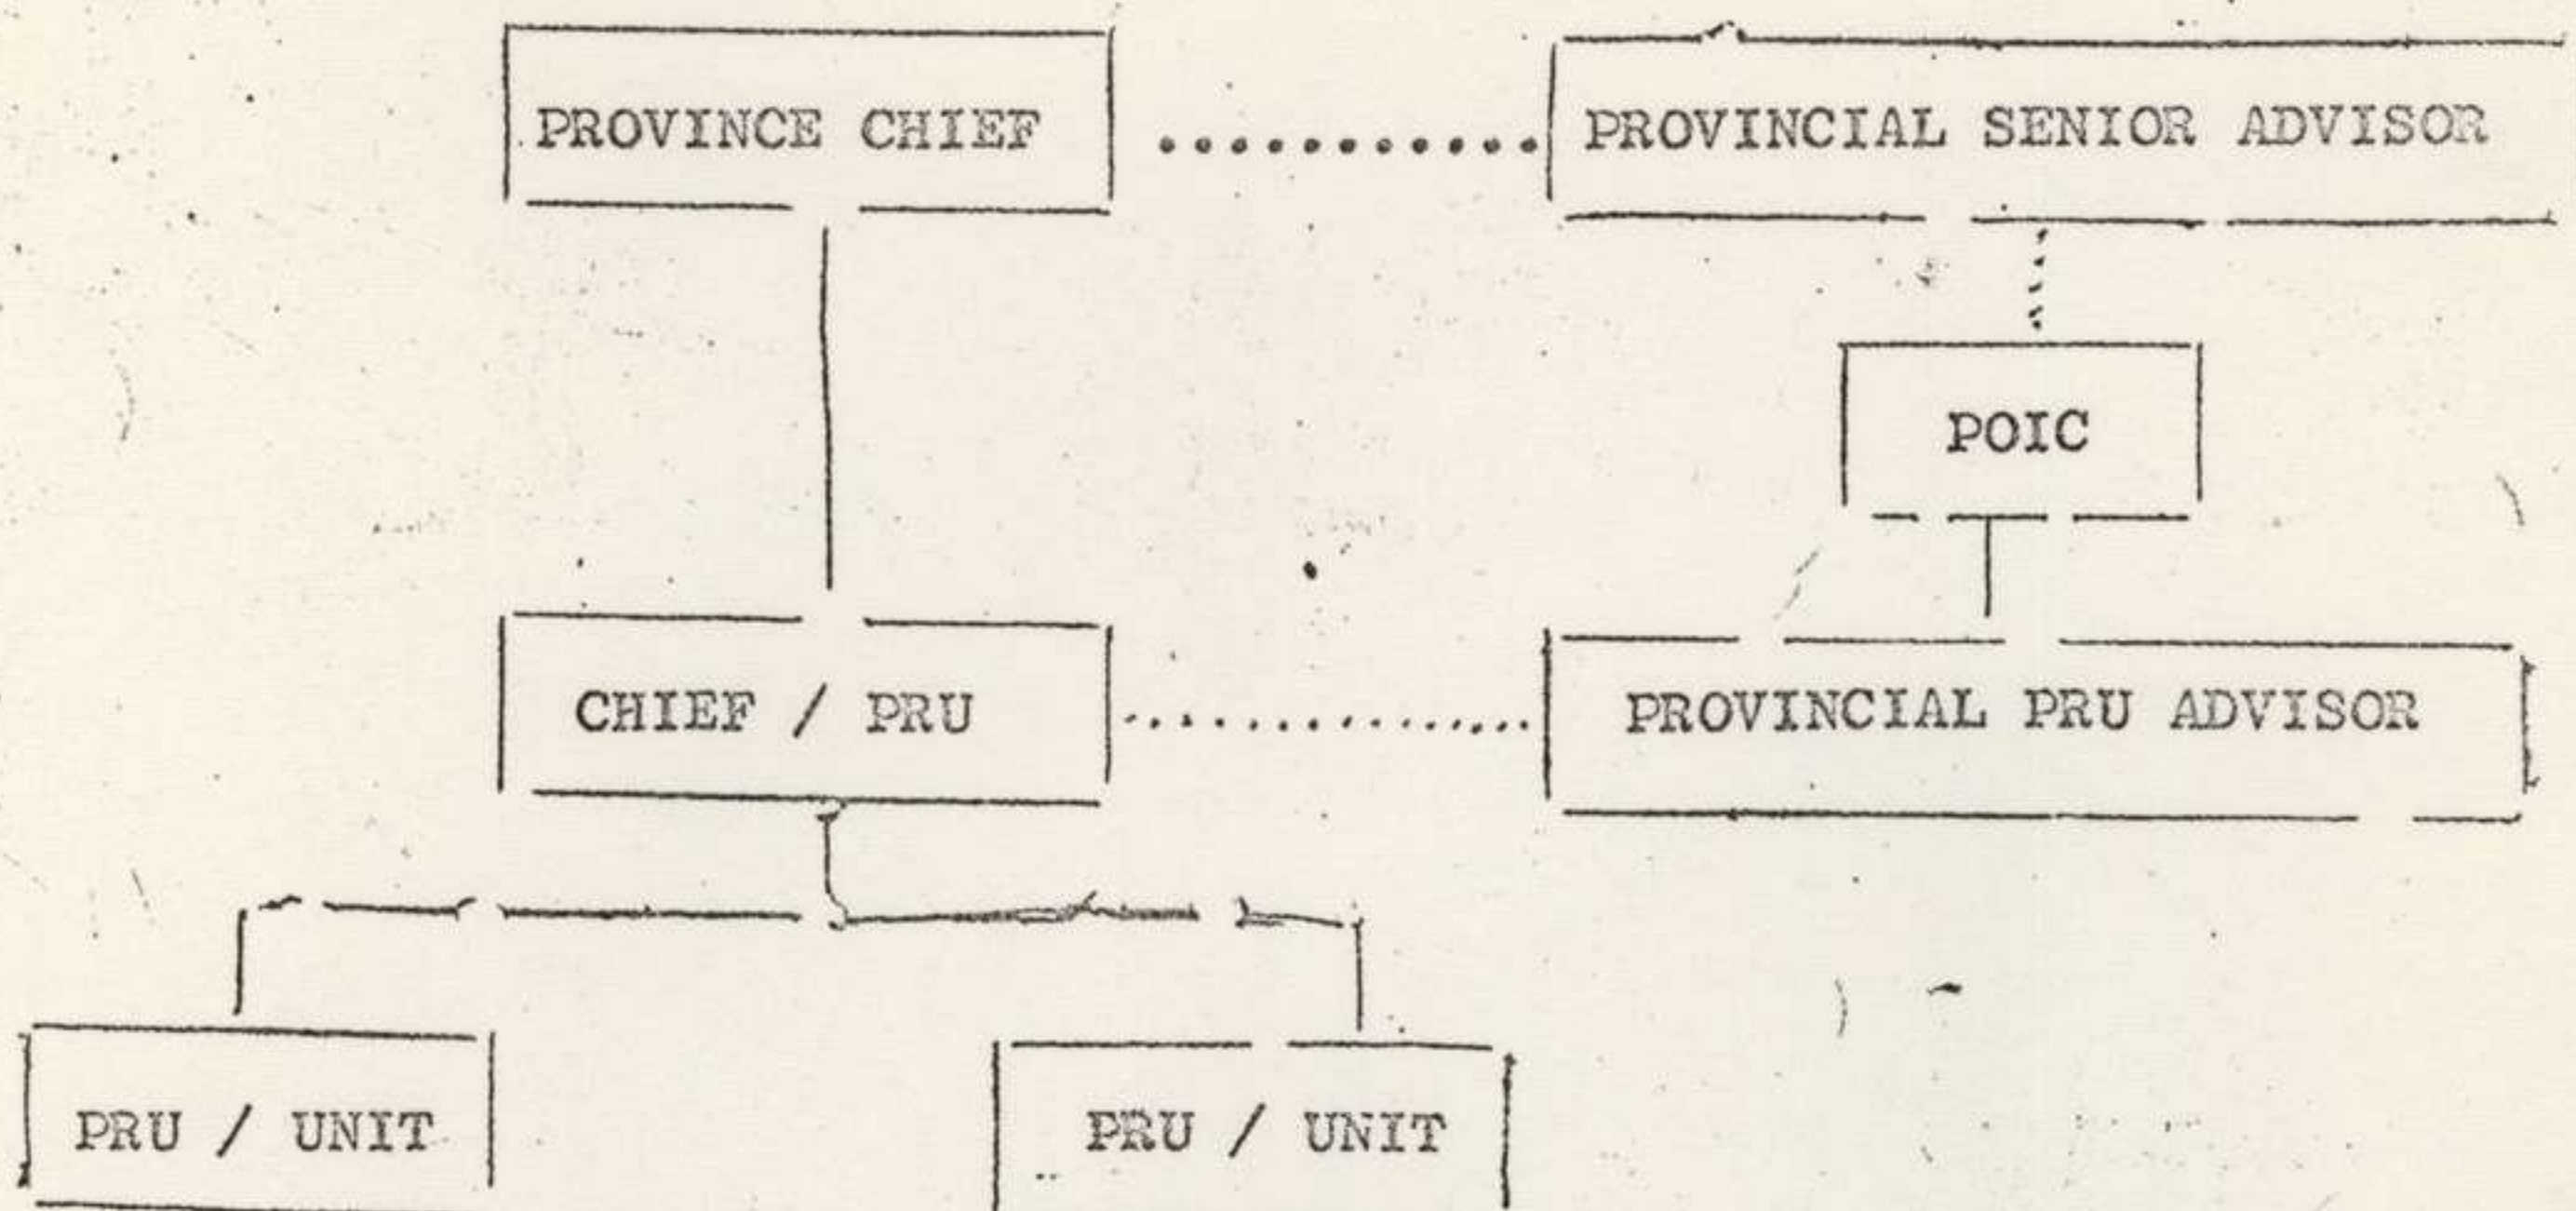 PROVINCE CHIEF
PROVINCIAL SENIOR ADVISOR
POIC
CHIEF / PRU
PROVINCIAL PRU ADVISOR
PRU / UNIT
PRU / UNIT